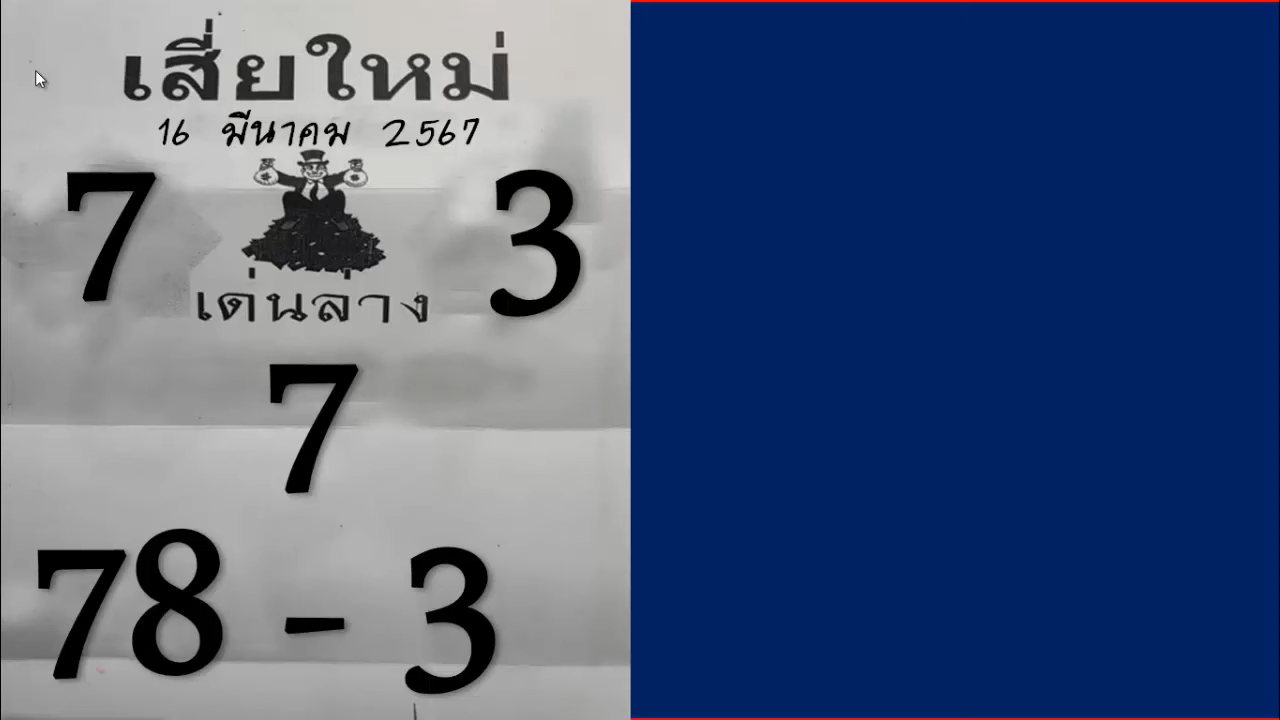 เสี่ยใหม่
16 มีนาคม 2567
7 3
เด่นล่าง
7
78 - 3